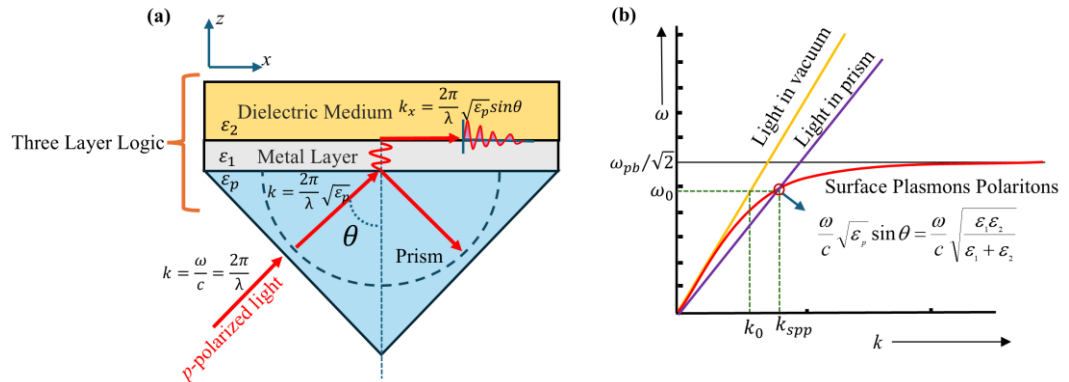 (a)
z
x
Three Layer Logic
Dielectric Medium
k_x = 2π/λ √ε_p sinθ
ε_2
ε_1
Metal Layer
ε_p
k = 2π/λ √ε_p
θ
Prism
k = ω/c = 2π/λ
p-polarized light
(b)
Light in vacuum
Light in prism
ω
ω_pb/√2
ω_0
Surface Plasmons Polaritons
ω/c √ε_p sin θ = ω/c √(ε_1ε_2/(ε_1 + ε_2))
k_0
k_spp
k